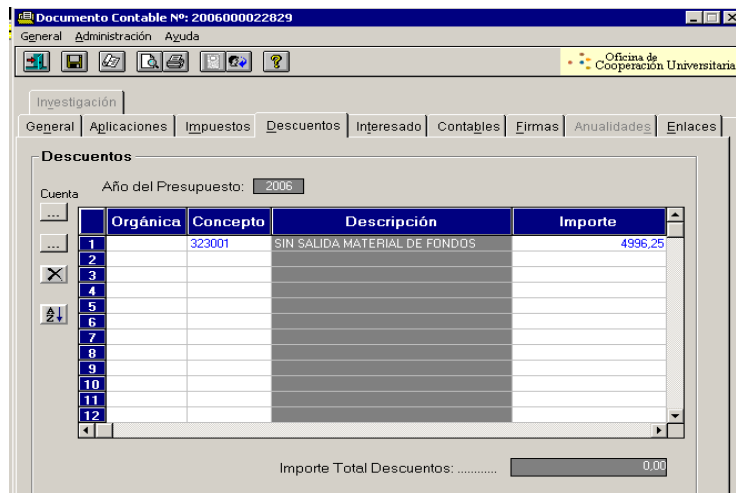 Documento Contable Nº: 2006000022829
General Administración Ayuda
Oficina de
Cooperación Universitaria
Investigación
General Aplicaciones Impuestos Descuentos Interesado Contables Firmas Anualidades Enlaces
Descuentos
Cuenta
Año del Presupuesto: 2006
...
Orgánica Concepto Descripción Importe
... 1 323001 SIN SALIDA MATERIAL DE FONDOS 4996,25
2
3
4
5
6
7
8
9
10
11
12
Importe Total Descuentos: ............ 0,00